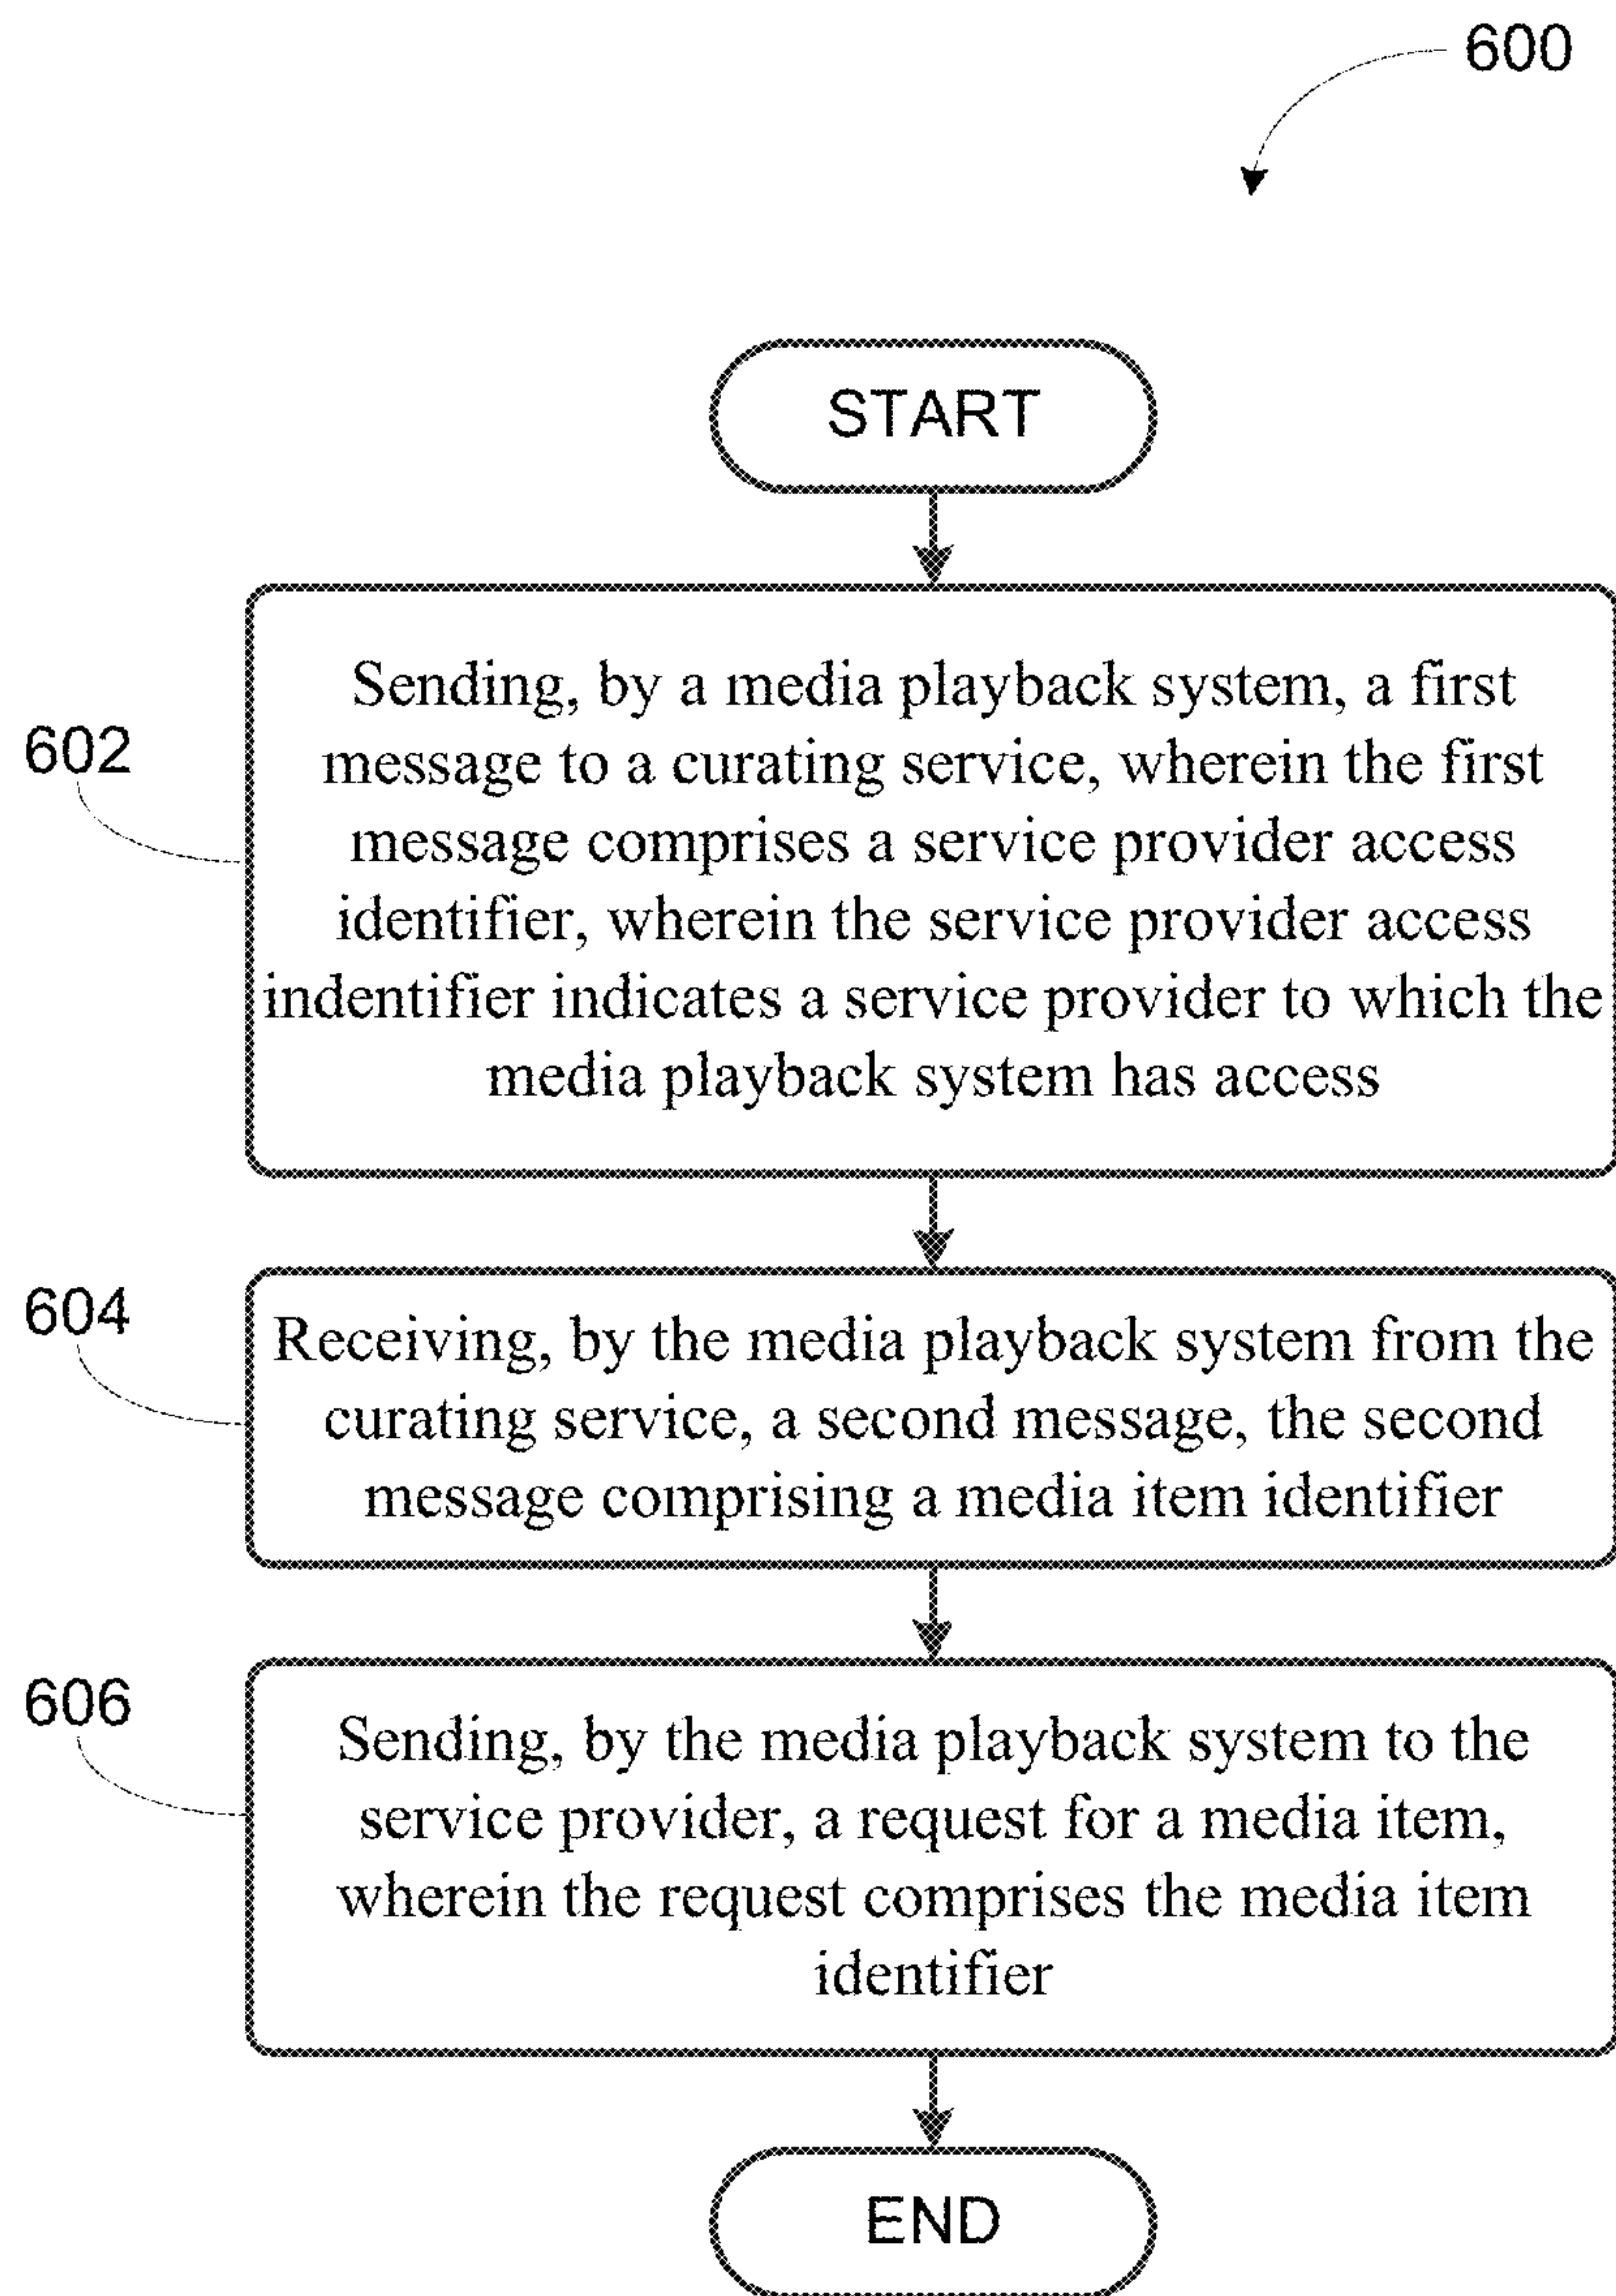 600
START
602
Sending, by a media playback system, a first
message to a curating service, wherein the first
message comprises a service provider access
identifier, wherein the service provider access
indentifier indicates a service provider to which the
media playback system has access
604
Receiving, by the media playback system from the
curating service, a second message, the second
message comprising a media item identifier
606
Sending, by the media playback system to the
service provider, a request for a media item,
wherein the request comprises the media item
identifier
END